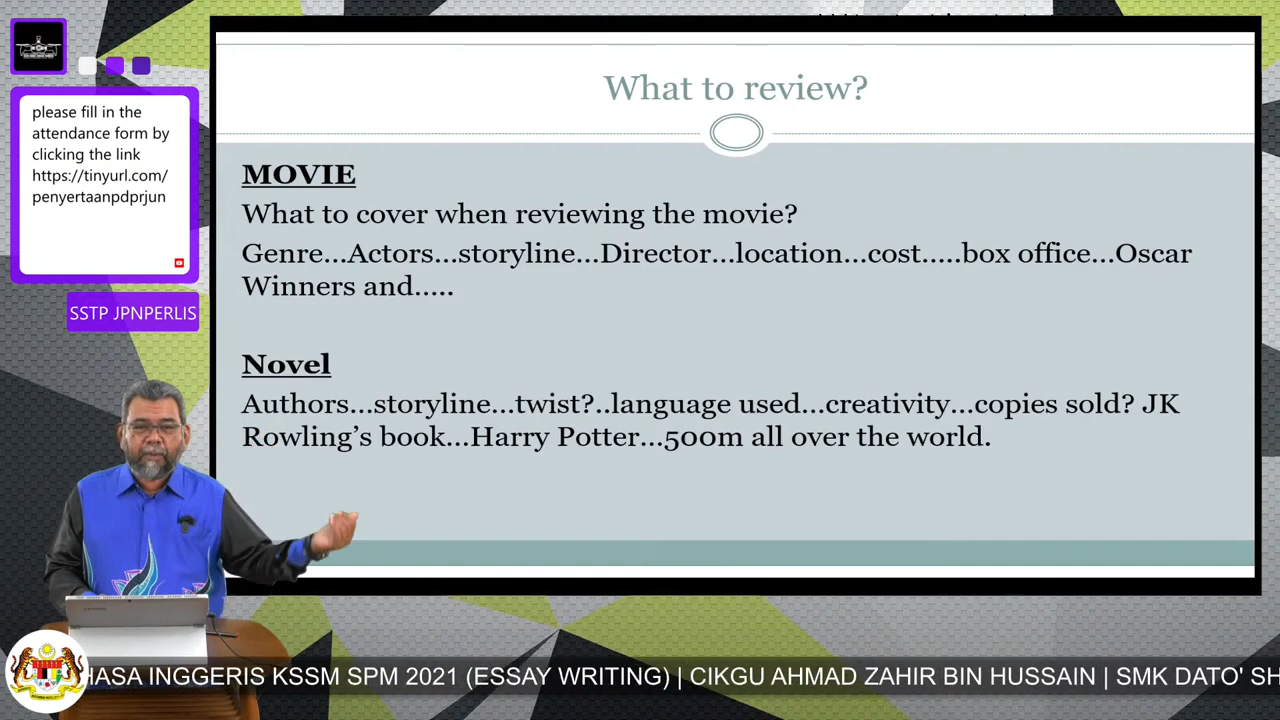 What to review?
please fill in the
attendance form by
clicking the link
https://tinyurl.com/
penyertaanpdprjun
SSTP JPNPERLIS
MOVIE
What to cover when reviewing the movie?
Genre...Actors...storyline...Director...location...cost.....box office...Oscar
Winners and.....
Novel
Authors...storyline...twist?..language used...creativity...copies sold? JK
Rowling’s book...Harry Potter...500m all over the world.
HASA INGGERIS KSSM SPM 2021 (ESSAY WRITING) | CIKGU AHMAD ZAHIR BIN HUSSAIN | SMK DATO' SH